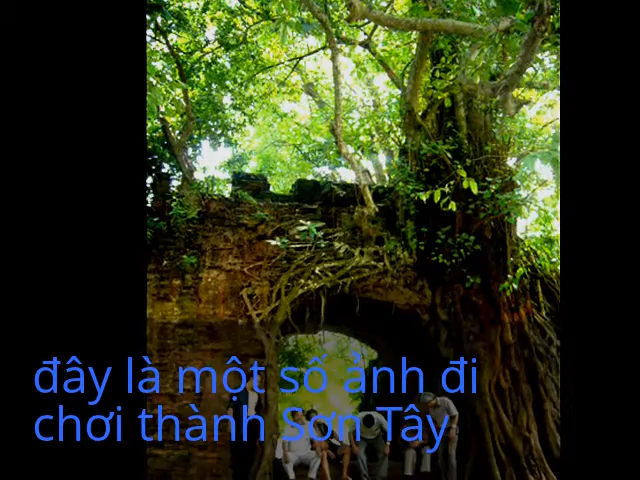 đây là một số ảnh đi
chơi thành Sơn Tây